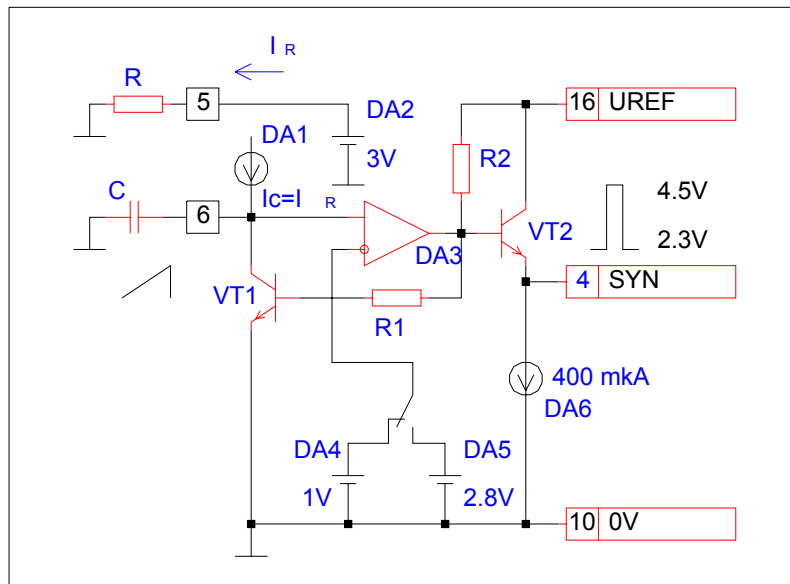 I R
R
5
DA2
16 UREF
DA1
3V
R2
C
6
Ic=I R
4.5V
DA3
VT2
2.3V
VT1
4 SYN
R1
400 mkA
DA6
DA4
DA5
1V
2.8V
10 0V